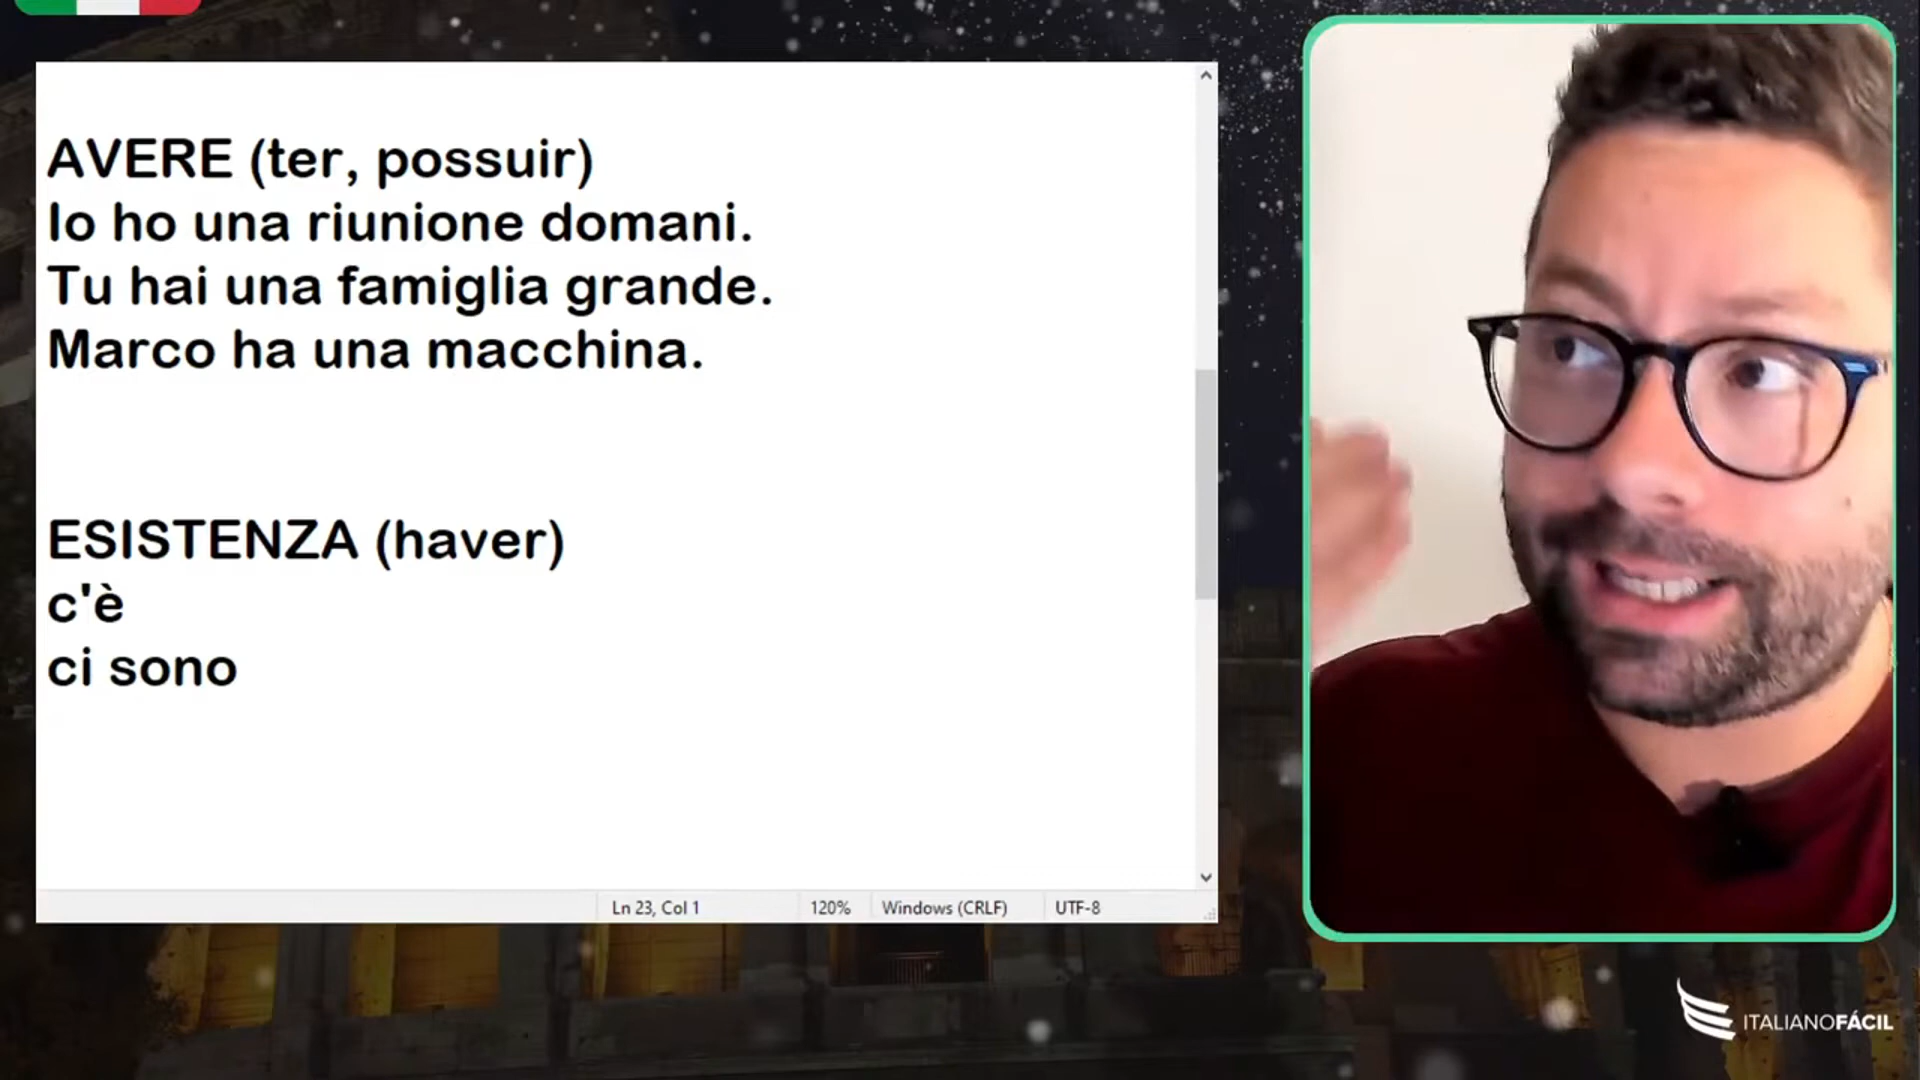 AVERE (ter, possuir)
Io ho una riunione domani.
Tu hai una famiglia grande.
Marco ha una macchina.
ESISTENZA (haver)
c'è
ci sono
Ln 23, Col 1
120%
Windows (CRLF)
UTF-8
ITALIANOFÁCIL